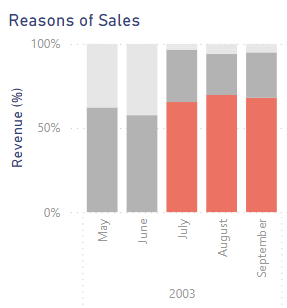 Reasons of Sales
Revenue (%)
100%
50%
0%
May
June
July
August
September
2003